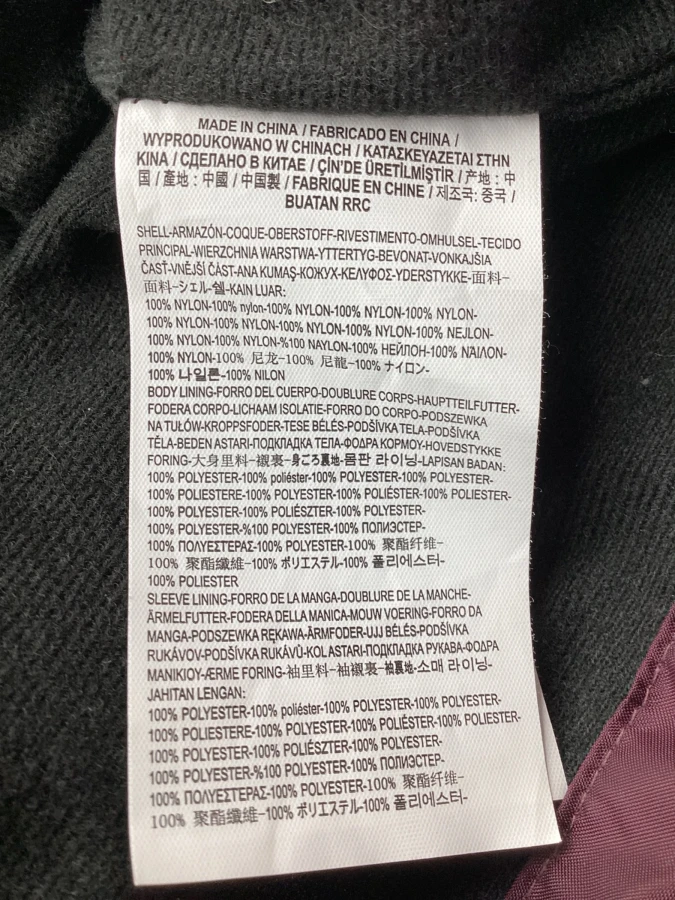 MADE IN CHINA / FABRICADO EN CHINA /
WYPRODUKOWANO W CHINACH / ΚΑΤΑΣΚΕΥΑΖΕΤΑΙ ΣΤΗΝ
ΚΙΝΑ / СДЕЛАНО В КИТАЕ / ÇİN'DE ÜRETİLMİŞTİR / 产地：中
国 / 產地：中國 / 中国製 / FABRIQUE EN CHINE / 제조국: 중국 /
BUATAN RRC
SHELL-ARMAZÓN-COQUE-OBERSTOFF-RIVESTIMENTO-OMHULSEL-TECIDO
PRINCIPAL-WIERZCHNIA WARSTWA-YTTERTYG-BEVONAT-VONKAJŠIA
ČASŤ-VNĚJŠÍ ČÁST-ANA KUMAŞ-КОЖУХ-ΚΕΛΥΦΟΣ-YDERSTYKKE-面料-
面料-シェル-쉘-KAIN LUAR:
100% NYLON-100% nylon-100% NYLON-100% NYLON-100% NYLON-
100% NYLON-100% NYLON-100% NYLON-100% NYLON-100% NEJLON-
100% NYLON-100% NYLON-%100 NAYLON-100% НЕЙЛОН-100% ΝΑΪΛΟΝ-
100% NYLON-100% 尼龙-100% 尼龍-100% ナイロン-
100% 나일론-100% NILON
BODY LINING-FORRO DEL CUERPO-DOUBLURE CORPS-HAUPTTEILFUTTER-
FODERA CORPO-LICHAAM ISOLATIE-FORRO DO CORPO-PODSZEWKA
NA TUŁÓW-KROPPSFODER-TESE BÉLÉS-PODŠÍVKA TELA-PODŠÍVKA
TĚLA-BEDEN ASTARI-ПОДКЛАДКА ТЕЛА-ΦΟΔΡΑ ΚΟΡΜΟΥ-HOVEDSTYKKE
FORING-大身里料-襯裏-身ごろ裏地-몸판 라이닝-LAPISAN BADAN:
100% POLYESTER-100% poliéster-100% POLYESTER-100% POLYESTER-
100% POLIESTERE-100% POLYESTER-100% POLIÉSTER-100% POLIESTER-
100% POLYESTER-100% POLIÉSZTER-100% POLYESTER-
100% POLYESTER-%100 POLYESTER-100% ПОЛИЭСТЕР-
100% ΠΟΛΥΕΣΤΕΡΑΣ-100% POLYESTER-100% 聚酯纤维-
100% 聚酯纖維-100% ポリエステル-100% 폴리에스터-
100% POLIESTER
SLEEVE LINING-FORRO DE LA MANGA-DOUBLURE DE LA MANCHE-
ÄRMELFUTTER-FODERA DELLA MANICA-MOUW VOERING-FORRO DA
MANGA-PODSZEWKA RĘKAWA-ÄRMFODER-UJJ BÉLÉS-PODŠÍVKA
RUKÁVOV-PODŠÍVKA RUKÁVŮ-KOL ASTARI-ПОДКЛАДКА РУКАВА-ΦΟΔΡΑ
ΜΑΝΙΚΙΟΥ-ÆRME FORING-袖里料-袖襯裏-袖裏地-소매 라이닝-
JAHITAN LENGAN:
100% POLYESTER-100% poliéster-100% POLYESTER-100% POLYESTER-
100% POLIESTERE-100% POLYESTER-100% POLIÉSTER-100% POLIESTER-
100% POLYESTER-100% POLIÉSZTER-100% POLYESTER-
100% POLYESTER-%100 POLYESTER-100% ПОЛИЭСТЕР-
100% ΠΟΛΥΕΣΤΕΡΑΣ-100% POLYESTER-100% 聚酯纤维-
100% 聚酯纖維-100% ポリエステル-100% 폴리에스터-